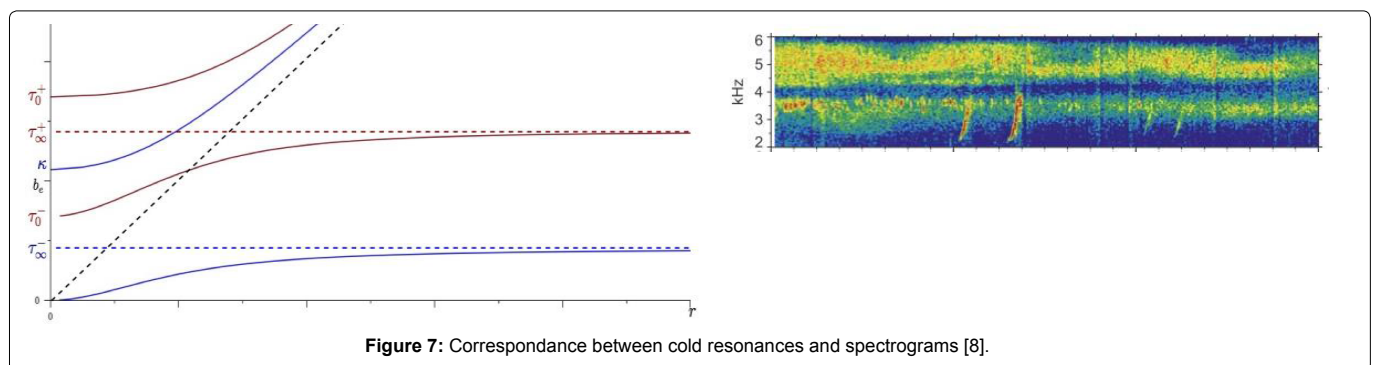 τ₀⁺
τ∞⁺
κ
bₑ
τ₀⁻
τ∞⁻
0
0
r
6
5
4
3
2
kHz
Figure 7: Correspondance between cold resonances and spectrograms [8].